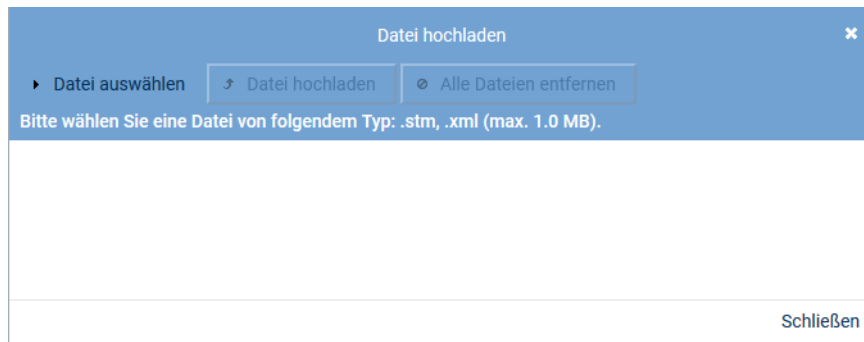 Datei hochladen
Datei auswählen Datei hochladen Alle Dateien entfernen
Bitte wählen Sie eine Datei von folgendem Typ: .stm, .xml (max. 1.0 MB).
Schließen